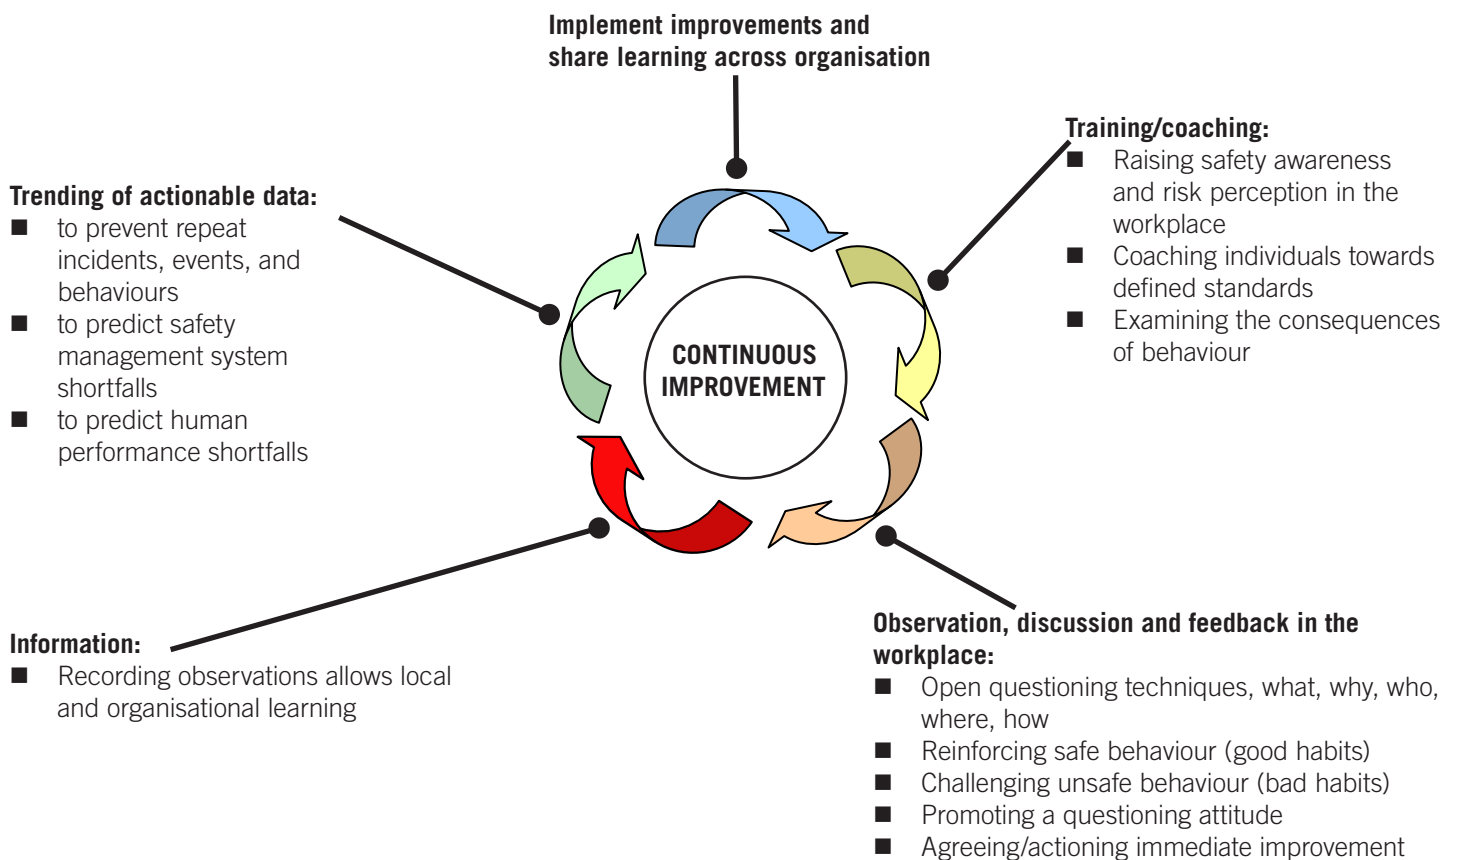 Implement improvements and
share learning across organisation
Training/coaching:
■ Raising safety awareness
and risk perception in the
workplace
■ Coaching individuals towards
defined standards
■ Examining the consequences
of behaviour
Trending of actionable data:
■ to prevent repeat
incidents, events, and
behaviours
■ to predict safety
management system
shortfalls
■ to predict human
performance shortfalls
CONTINUOUS
IMPROVEMENT
Observation, discussion and feedback in the
workplace:
■ Open questioning techniques, what, why, who,
where, how
■ Reinforcing safe behaviour (good habits)
■ Challenging unsafe behaviour (bad habits)
■ Promoting a questioning attitude
■ Agreeing/actioning immediate improvement
Information:
■ Recording observations allows local
and organisational learning